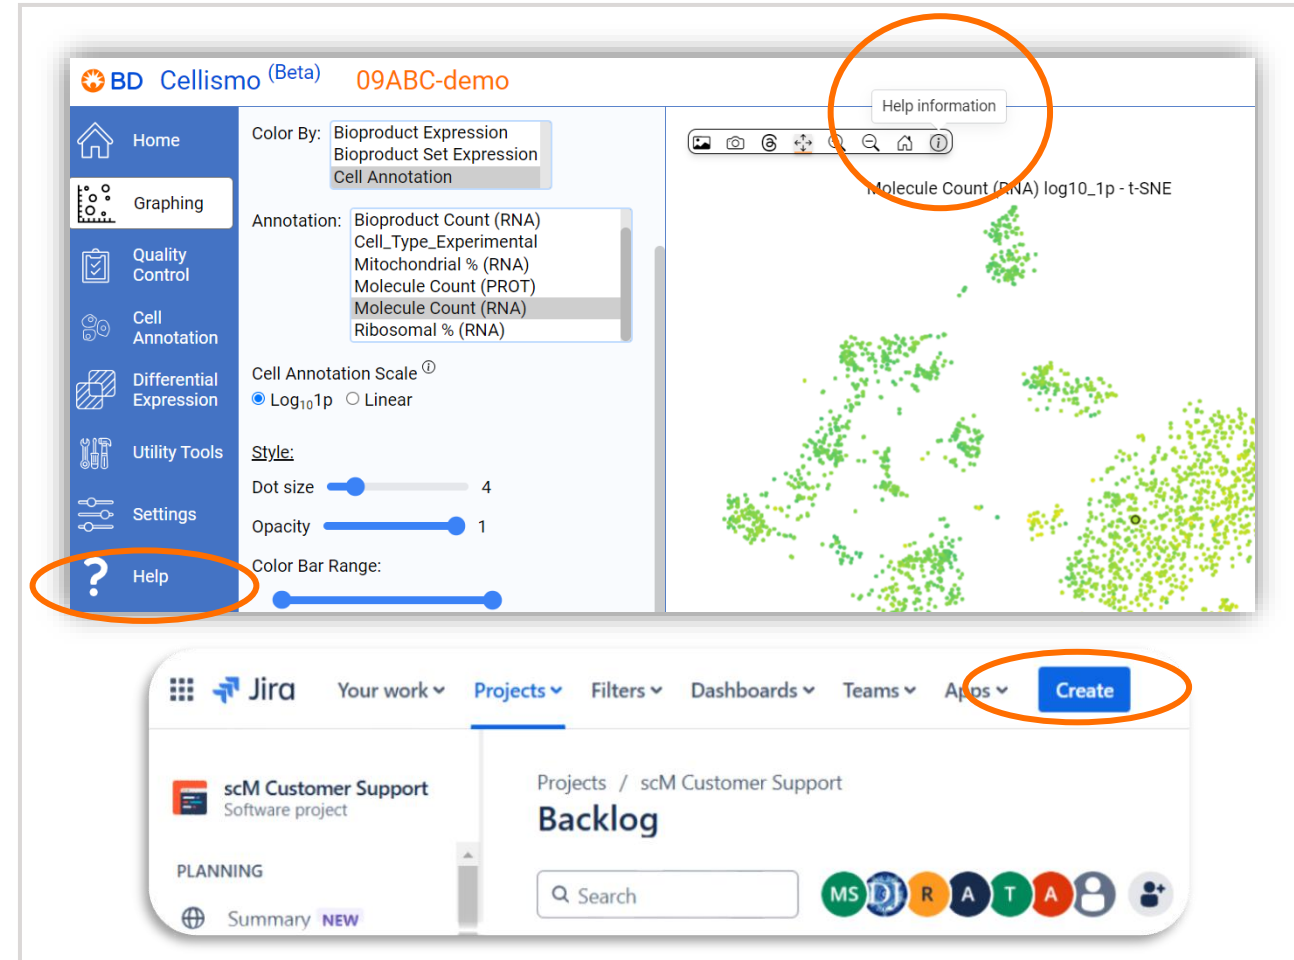 BD Cellismo (Beta) 09ABC-demo
Help information
Home
Graphing
Quality
Control
Cell
Annotation
Differential
Expression
Utility Tools
Settings
? Help
Color By:
Bioproduct Expression
Bioproduct Set Expression
Cell Annotation
Annotation:
Bioproduct Count (RNA)
Cell_Type_Experimental
Mitochondrial % (RNA)
Molecule Count (PROT)
Molecule Count (RNA)
Ribosomal % (RNA)
Cell Annotation Scale i
Log₁₀1p Linear
Style:
Dot size 4
Opacity 1
Color Bar Range:
Molecule Count (RNA) log10_1p - t-SNE
Jira Your work Projects Filters Dashboards Teams Apps Create
scM Customer Support
Software project
PLANNING
Summary NEW
Projects / scM Customer Support
Backlog
Search
MS DJ R A T A